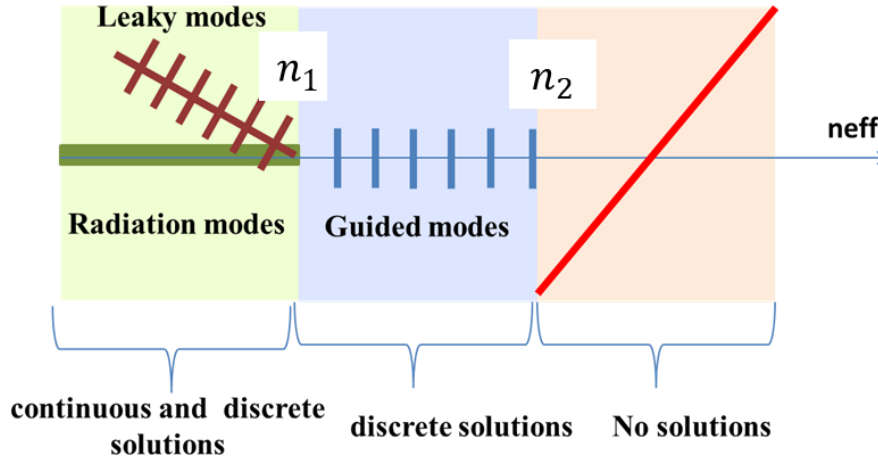 Leaky modes
n₁
n₂
neff
Radiation modes
Guided modes
continuous and discrete
solutions
discrete solutions
No solutions